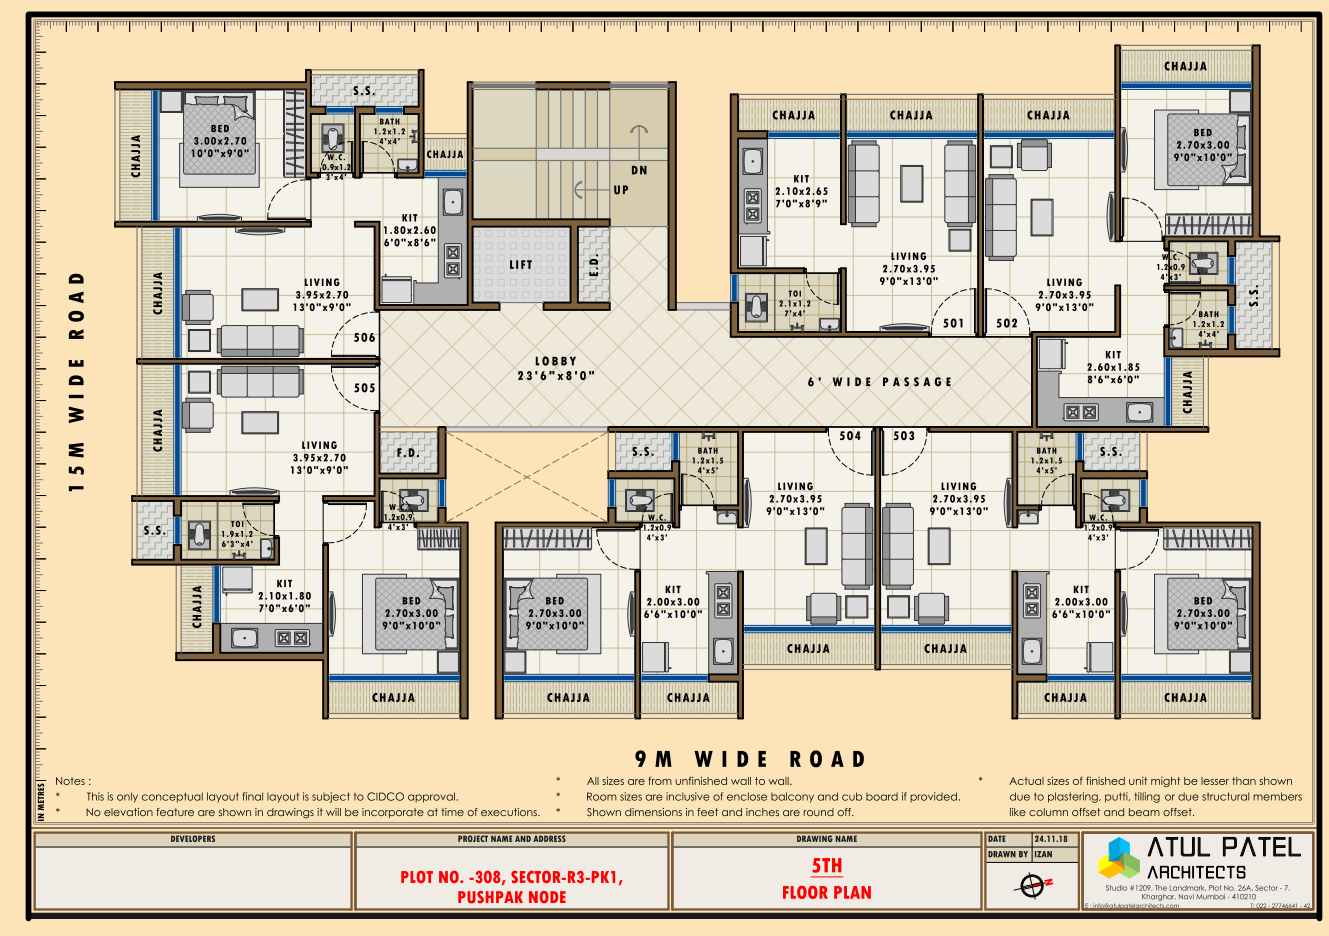 CHAJJA
S.S.
BED
3.00x2.70
10'0"x9'0"
W.C.
0.9x1.2
3'x4'
BATH
1.2x1.2
4'x4'
CHAJJA
CHAJJA
KIT
1.80x2.60
6'0"x8'6"
DN
UP
LIFT
E.D.
CHAJJA
LIVING
3.95x2.70
13'0"x9'0"
506
CHAJJA
CHAJJA
CHAJJA
KIT
2.10x2.65
7'0"x8'9"
TOI
2.1x1.2
7'x4'
LIVING
2.70x3.95
9'0"x13'0"
501
LIVING
2.70x3.95
9'0"x13'0"
502
BED
2.70x3.00
9'0"x10'0"
W.C.
1.2x0.9
4'x3'
BATH
1.2x1.2
4'x4'
S.S.
KIT
2.60x1.85
8'6"x6'0"
CHAJJA
LOBBY
23'6"x8'0"
6' WIDE PASSAGE
15M WIDE ROAD
505
CHAJJA
LIVING
3.95x2.70
13'0"x9'0"
F.D.
W.C.
1.2x0.9
4'x3'
S.S.
TOI
1.9x1.2
6'3"x4'
CHAJJA
KIT
2.10x1.80
7'0"x6'0"
BED
2.70x3.00
9'0"x10'0"
CHAJJA
S.S.
BATH
1.2x1.5
4'x5'
504
LIVING
2.70x3.95
9'0"x13'0"
W.C.
1.2x0.9
4'x3'
BED
2.70x3.00
9'0"x10'0"
KIT
2.00x3.00
6'6"x10'0"
CHAJJA
CHAJJA
CHAJJA
503
LIVING
2.70x3.95
9'0"x13'0"
BATH
1.2x1.5
4'x5'
S.S.
W.C.
1.2x0.9
4'x3'
KIT
2.00x3.00
6'6"x10'0"
BED
2.70x3.00
9'0"x10'0"
CHAJJA
CHAJJA
CHAJJA
9M WIDE ROAD
IN METRES
Notes :
* This is only conceptual layout final layout is subject to CIDCO approval.
* No elevation feature are shown in drawings it will be incorporate at time of executions.
* All sizes are from unfinished wall to wall.
* Room sizes are inclusive of enclose balcony and cub board if provided.
* Shown dimensions in feet and inches are round off.
* Actual sizes of finished unit might be lesser than shown
due to plastering, putti, tilling or due structural members
like column offset and beam offset.
DEVELOPERS
PROJECT NAME AND ADDRESS
PLOT NO. -308, SECTOR-R3-PK1,
PUSHPAK NODE
DRAWING NAME
5TH
FLOOR PLAN
DATE 24.11.18
DRAWN BY IZAN
ATUL PATEL
ARCHITECTS
Studio #1209, The Landmark, Plot No. 26A, Sector - 7,
Kharghar, Navi Mumbai - 410210
E : info@atulpatelarchitects.com T: 022 - 27746641 - 42